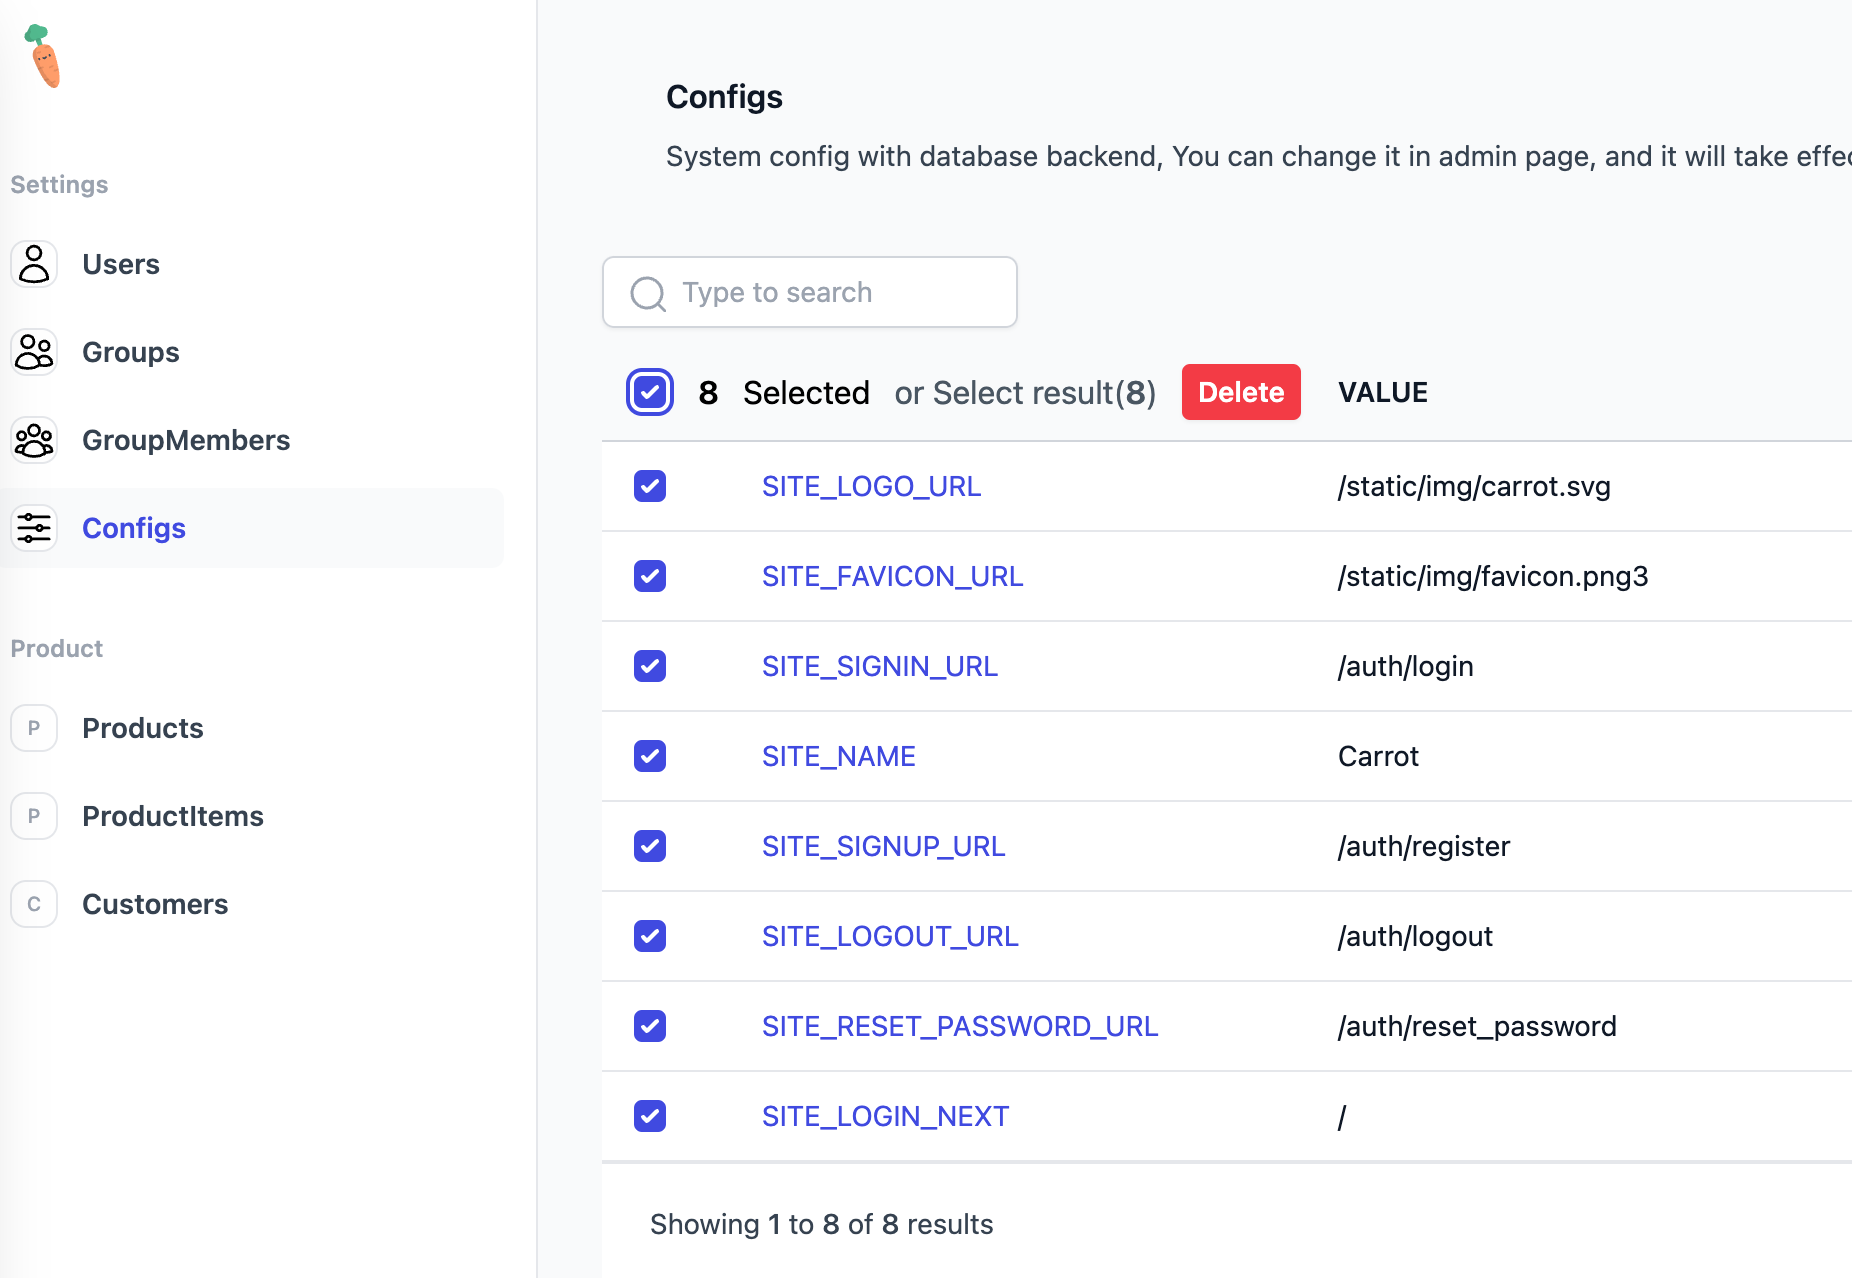 Settings
Users
Groups
GroupMembers
Configs
Product
P Products
P ProductItems
C Customers
Configs
System config with database backend, You can change it in admin page, and it will take effec
Type to search
8 Selected or Select result(8) Delete VALUE
SITE_LOGO_URL /static/img/carrot.svg
SITE_FAVICON_URL /static/img/favicon.png3
SITE_SIGNIN_URL /auth/login
SITE_NAME Carrot
SITE_SIGNUP_URL /auth/register
SITE_LOGOUT_URL /auth/logout
SITE_RESET_PASSWORD_URL /auth/reset_password
SITE_LOGIN_NEXT /
Showing 1 to 8 of 8 results